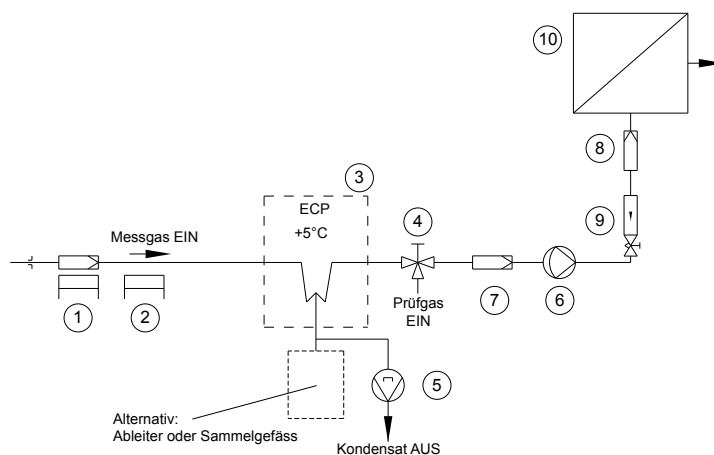 10
8
3
ECP
4
9
+5°C
Messgas EIN
Prüfgas
EIN
1
2
7
6
5
Alternativ:
Ableiter oder Sammelgefäss
Kondensat AUS